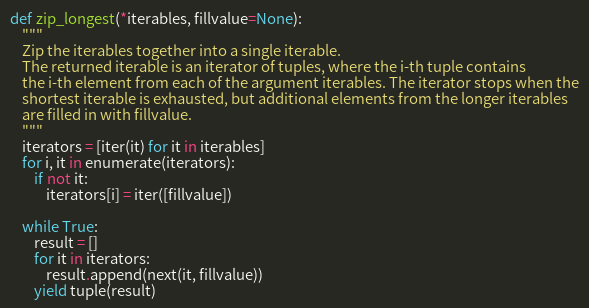 def zip_longest(*iterables, fillvalue=None):
    """
    Zip the iterables together into a single iterable.
    The returned iterable is an iterator of tuples, where the i-th tuple contains
    the i-th element from each of the argument iterables. The iterator stops when the
    shortest iterable is exhausted, but additional elements from the longer iterables
    are filled in with fillvalue.
    """
    iterators = [iter(it) for it in iterables]
    for i, it in enumerate(iterators):
        if not it:
            iterators[i] = iter([fillvalue])

    while True:
        result = []
        for it in iterators:
            result.append(next(it, fillvalue))
        yield tuple(result)